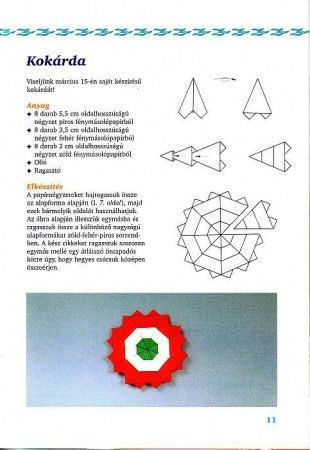 Kokárda
Viseljünk március 15-én saját készítésű
kokárdát!
Anyag
✦ 8 darab 5,5 cm oldalhosszúságú
négyzet piros fénymásolópapírból
✦ 8 darab 3,5 cm oldalhosszúságú
négyzet fehér fénymásolópapírból
✦ 8 darab 2 cm oldalhosszúságú
négyzet zöld fénymásolópapírból
✦ Olló
✦ Ragasztó
Elkészítés
A papírnégyzeteket hajtogassuk össze
az alapforma alapján (l. 7. oldal), majd
ezek bármelyik oldalát használhatjuk.
Az ábra alapján illesszük egymásba és
ragasszuk össze a különböző nagyságú
alapformákat zöld-fehér-piros sorrend-
ben. A kész cikkeket ragasszuk szorosan
egymás mellé egy átlátszó öntapadós
körre úgy, hogy hegyes csúcsuk középen
összeérjen.
11